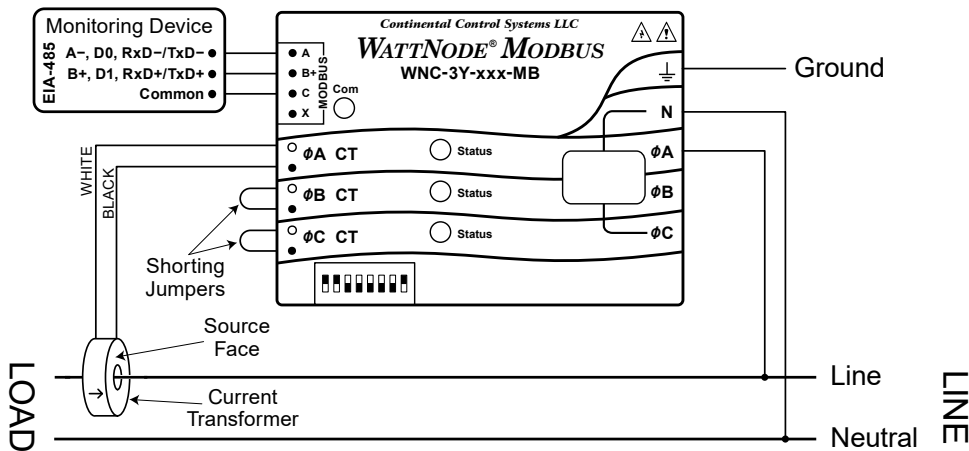 Monitoring Device
EIA-485
A−, D0, RxD−/TxD−
B+, D1, RxD+/TxD+
Common
Continental Control Systems LLC
WATTNODE® MODBUS
WNC-3Y-xxx-MB
A
B+
C
X
MODBUS
Com
Ground
N
ϕA CT
Status
ϕA
ϕB CT
Status
ϕB
ϕC CT
Status
ϕC
WHITE
BLACK
Shorting
Jumpers
Source
Face
Current
Transformer
LOAD
Line
Neutral
LINE